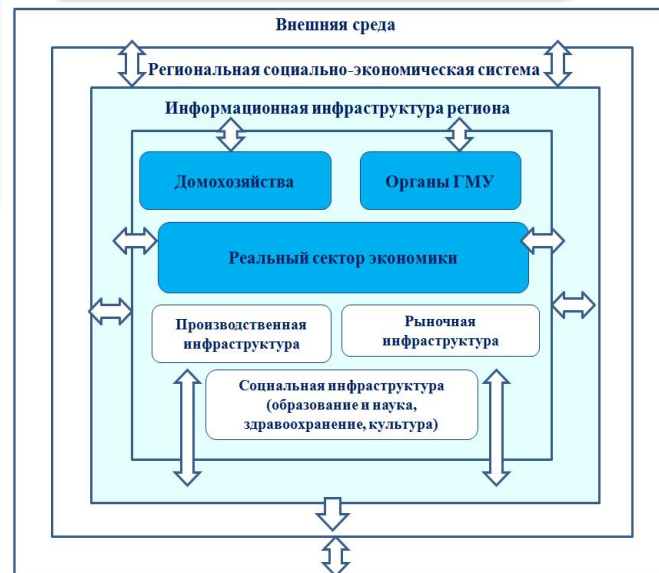 Внешняя среда
Региональная социально-экономическая система
Информационная инфраструктура региона
Домохозяйства
Органы ГМУ
Реальный сектор экономики
Производственная
инфраструктура
Рыночная
инфраструктура
Социальная инфраструктура
(образование и наука,
здравоохранение, культура)